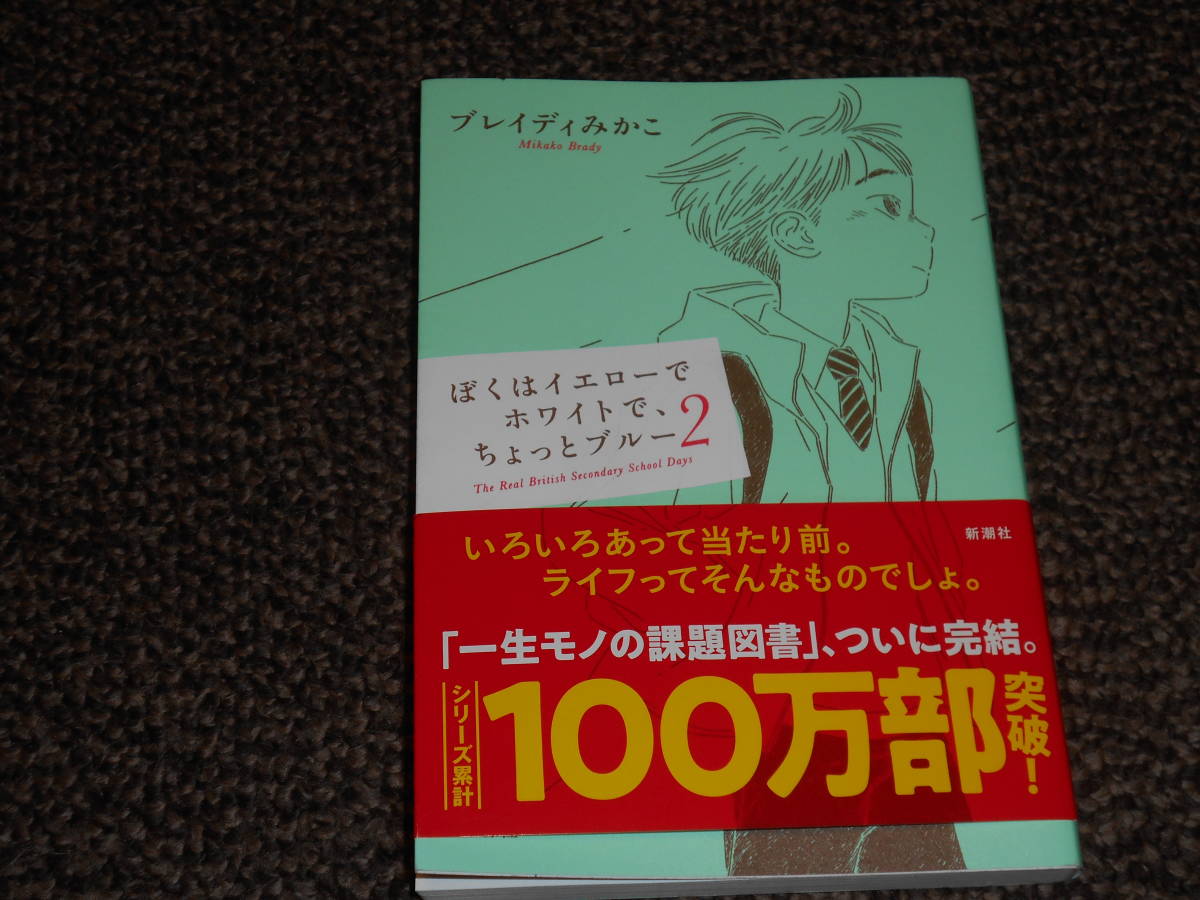 ブレイディみかこ
Mikako Brady
ぼくはイエローで
ホワイトで、
ちょっとブルー2
The Real British Secondary School Days
新潮社
いろいろあって当たり前。
ライフってそんなものでしょ。
「一生モノの課題図書」、ついに完結。
シリーズ累計
100万部
突破!